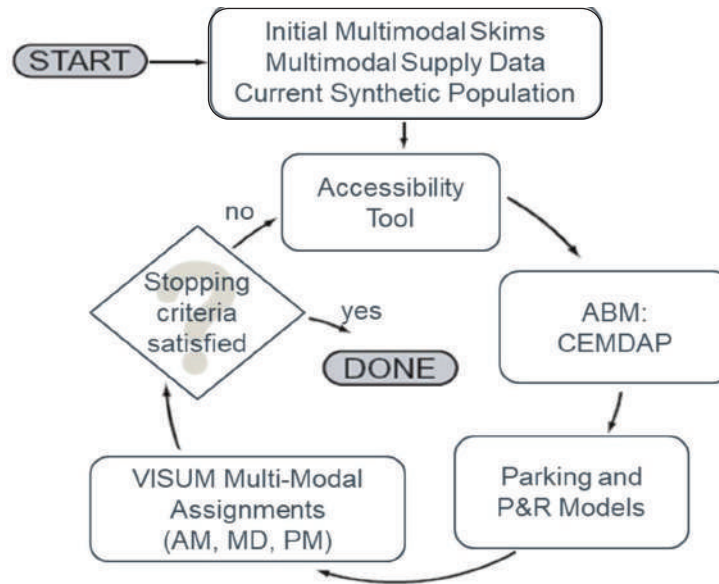 START
Initial Multimodal Skims
Multimodal Supply Data
Current Synthetic Population
Accessibility
Tool
no
Stopping
criteria
satisfied
?
yes
DONE
ABM:
CEMDAP
Parking and
P&R Models
VISUM Multi-Modal
Assignments
(AM, MD, PM)